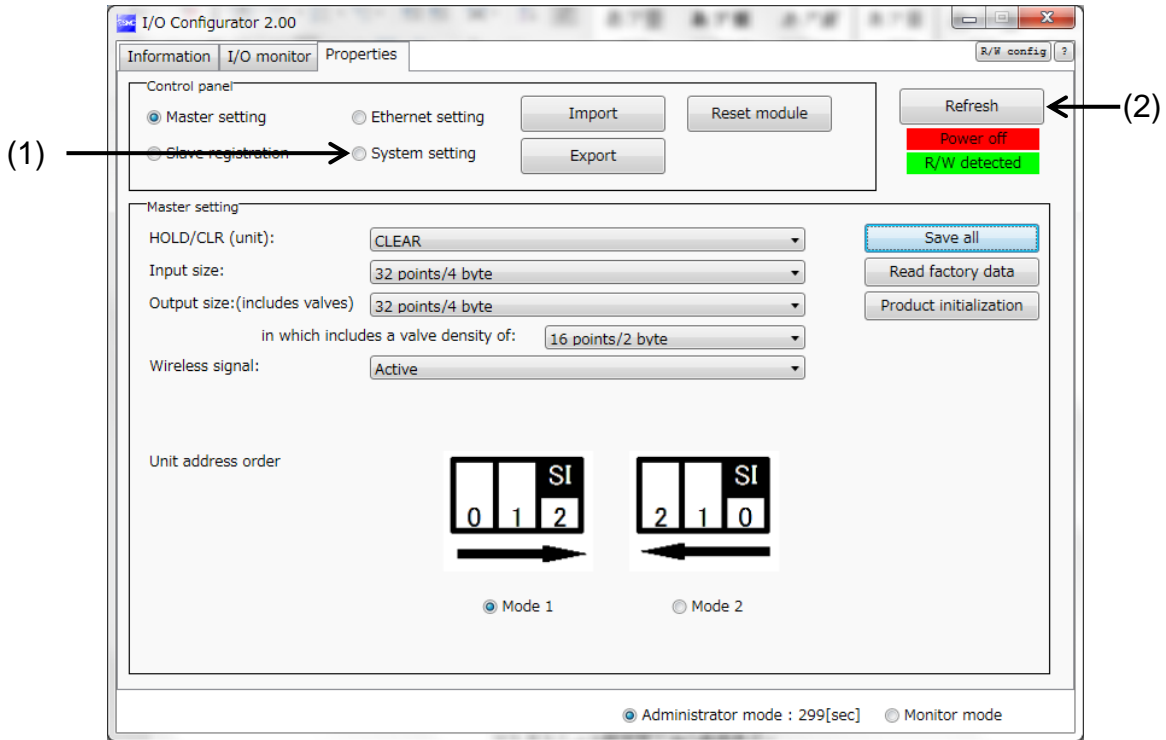 I/O Configurator 2.00
Information I/O monitor Properties R/W config ?
Control panel
Master setting Ethernet setting Import Reset module Refresh (2)
Power off
(1) Slave registration System setting Export
R/W detected
Master setting
HOLD/CLR (unit): CLEAR Save all
Input size: 32 points/4 byte Read factory data
Output size:(includes valves) 32 points/4 byte Product initialization
in which includes a valve density of: 16 points/2 byte
Wireless signal: Active
Unit address order
SI SI
0 1 2 2 1 0
Mode 1 Mode 2
Administrator mode : 299[sec] Monitor mode